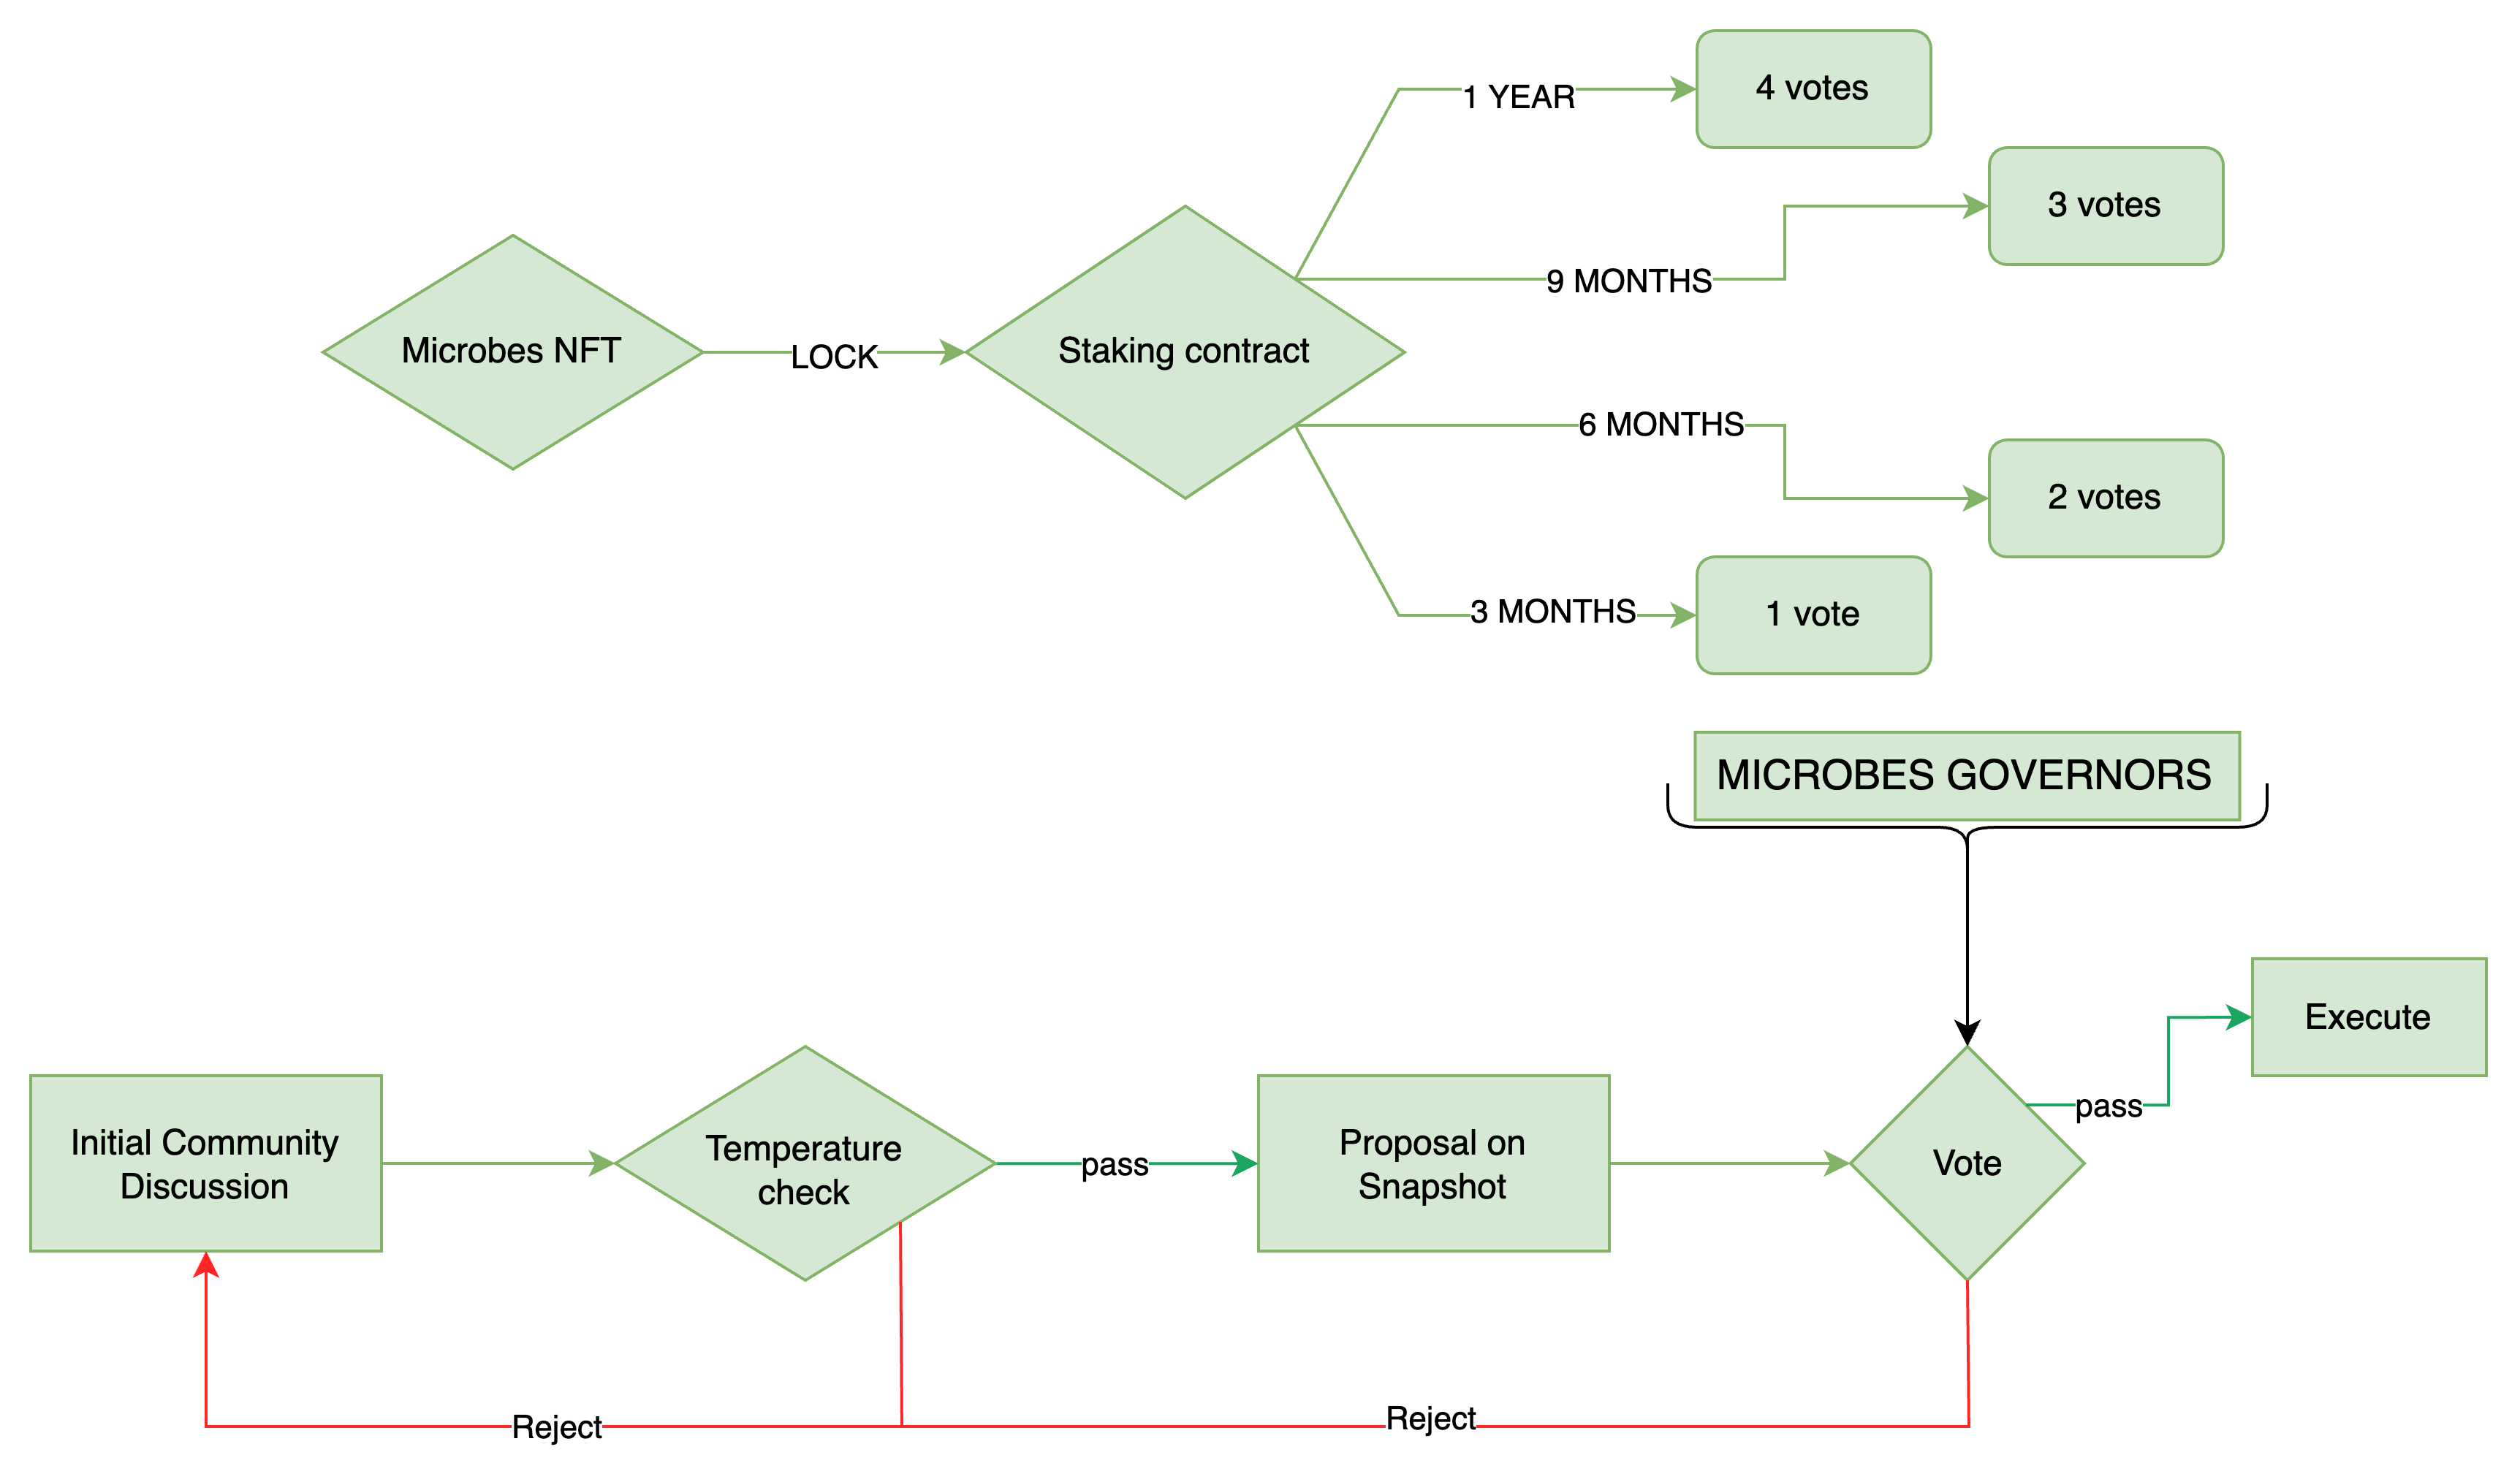 1 YEAR
4 votes
3 votes
9 MONTHS
Microbes NFT
LOCK
Staking contract
6 MONTHS
2 votes
3 MONTHS
1 vote
MICROBES GOVERNORS
Execute
pass
Initial Community
Discussion
Temperature
check
pass
Proposal on
Snapshot
Vote
Reject
Reject